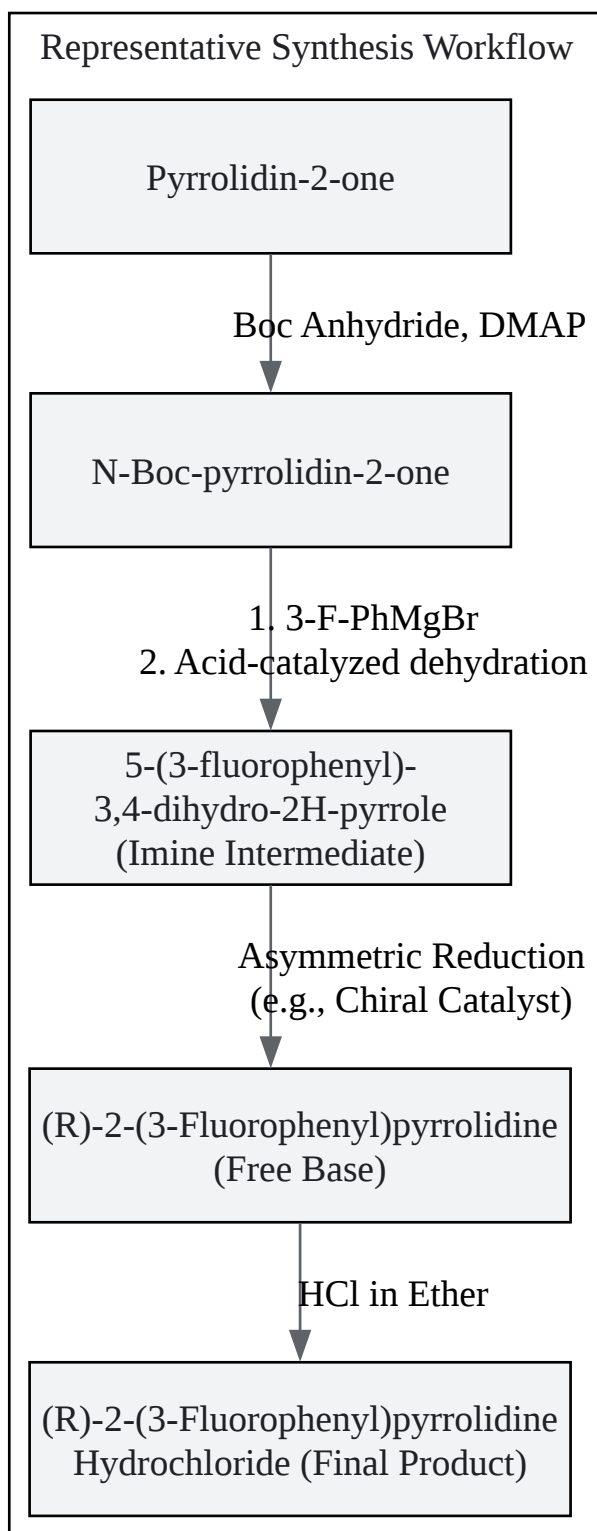 Representative Synthesis Workflow
Pyrrolidin-2-one
Boc Anhydride, DMAP
N-Boc-pyrrolidin-2-one
1. 3-F-PhMgBr
2. Acid-catalyzed dehydration
5-(3-fluorophenyl)-
3,4-dihydro-2H-pyrrole
(Imine Intermediate)
Asymmetric Reduction
(e.g., Chiral Catalyst)
(R)-2-(3-Fluorophenyl)pyrrolidine
(Free Base)
HCl in Ether
(R)-2-(3-Fluorophenyl)pyrrolidine
Hydrochloride (Final Product)